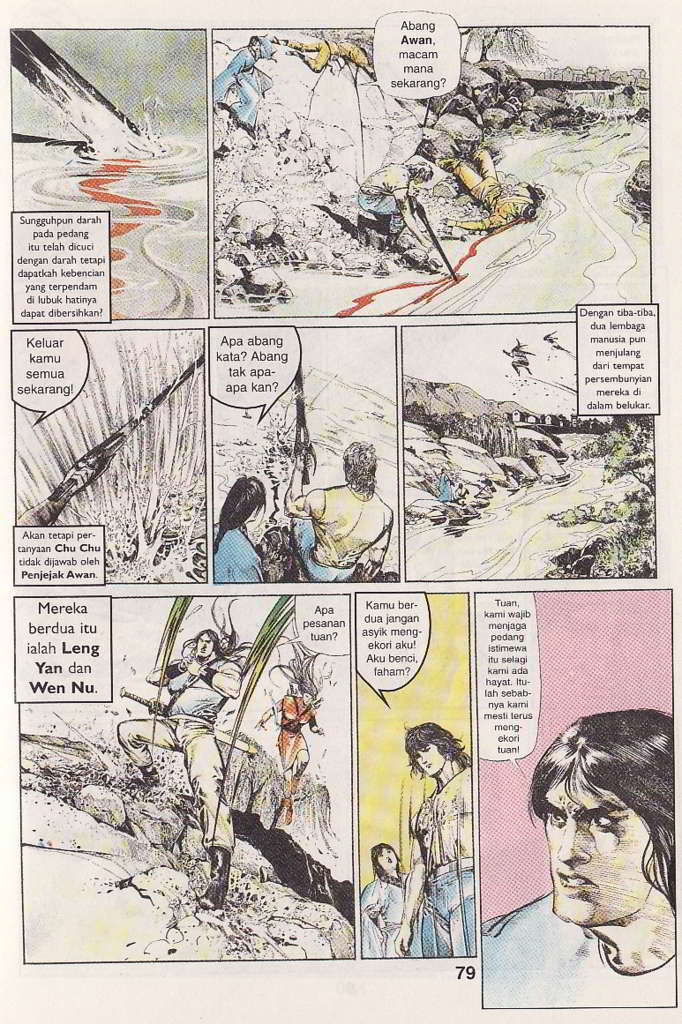 Sungguhpun darah
pada pedang
itu telah dicuci
dengan darah tetapi
dapatkah kebencian
yang terpendam
di lubuk hatinya
dapat dibersihkan?
Abang
Awan,
macam
mana
sekarang?
Keluar
kamu
semua
sekarang!
Akan tetapi per-
tanyaan Chu Chu
tidak dijawab oleh
Penjejak Awan.
Apa abang
kata? Abang
tak apa-
apa kan?
Dengan tiba-tiba,
dua lembaga
manusia pun
menjulang
dari tempat
persembunyian
mereka di
dalam belukar.
Mereka
berdua itu
ialah Leng
Yan dan
Wen Nu.
Apa
pesanan
tuan?
Kamu ber-
dua jangan
asyik meng-
ekori aku!
Aku benci,
faham?
Tuan,
kami wajib
menjaga
pedang
istimewa
itu selagi
kami ada
hayat. Itu-
lah sebab-
nya kami
mesti terus
meng-
ekori
tuan!
79